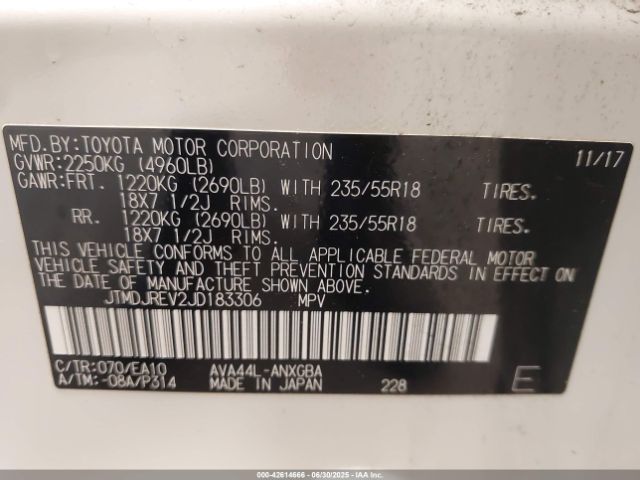 MFD.BY:TOYOTA MOTOR CORPORATION 11/17
GVWR:2250KG (4960LB)
GAWR:FRT. 1220KG (2690LB) WITH 235/55R18 TIRES.
18X7 1/2J RIMS.
RR. 1220KG (2690LB) WITH 235/55R18 TIRES.
18X7 1/2J RIMS.
THIS VEHICLE CONFORMS TO ALL APPLICABLE FEDERAL MOTOR
VEHICLE SAFETY AND THEFT PREVENTION STANDARDS IN EFFECT ON
THE DATE OF MANUFACTURE SHOWN ABOVE.
JTMDJREV2JD183306 MPV
C/TR:070/EA10 AVA44L-ANXGBA
A/TM:-08A/P314 MADE IN JAPAN 228 E
000-42614666 - 06/30/2025 - IAA Inc.